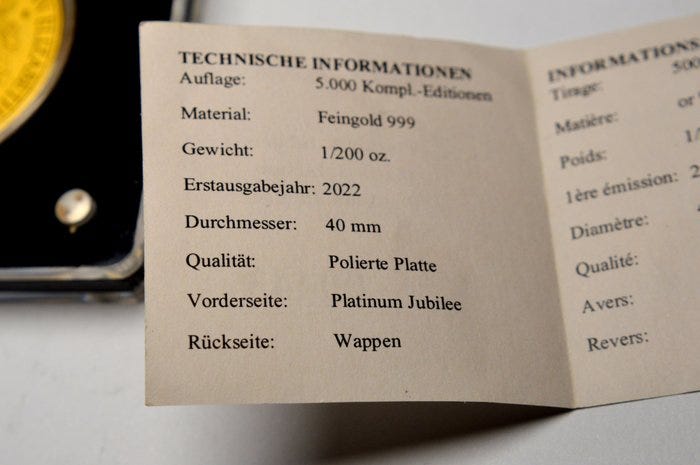 TECHNISCHE INFORMATIONEN
Auflage: 5.000 Kompl.-Editionen
Material: Feingold 999
Gewicht: 1/200 oz.
Erstausgabejahr: 2022
Durchmesser: 40 mm
Qualität: Polierte Platte
Vorderseite: Platinum Jubilee
Rückseite: Wappen
INFORMATIONS
Tirage:
Matière: or
Poids:
1ère émission:
Diamètre:
Qualité:
Avers:
Revers: